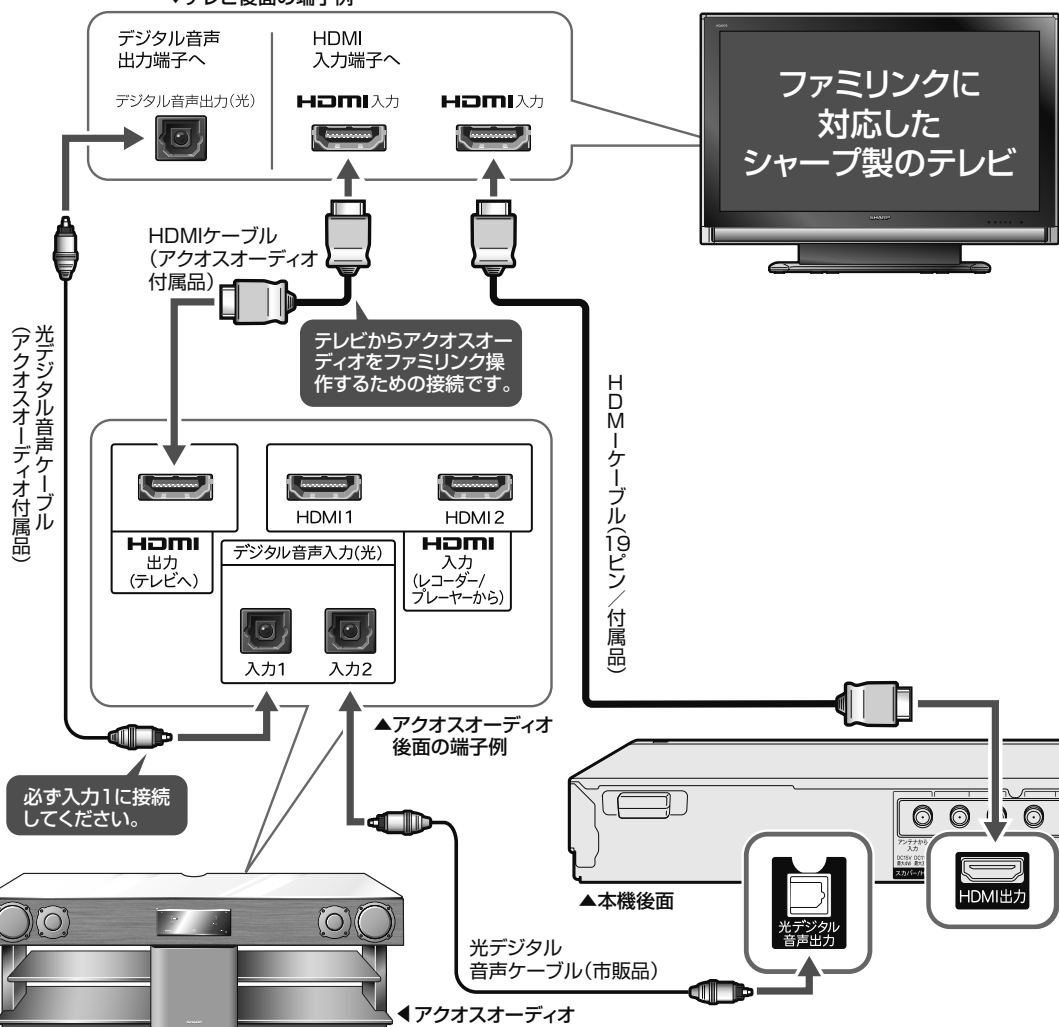 ▼テレビ後面の端子例
デジタル音声
出力端子へ
HDMI
入力端子へ
デジタル音声出力(光)
HDMI入力
HDMI入力
ファミリンクに
対応した
シャープ製のテレビ
SHARP
HDMIケーブル
(アクオスオーディオ
付属品)
テレビからアクオスオー
ディオをファミリンク操
作するための接続です。
光デジタル音声ケーブル
(アクオスオーディオ付属品)
HDMIケーブル(19ピン/付属品)
HDMI1
HDMI2
HDMI
出力
(テレビへ)
デジタル音声入力(光)
HDMI
入力
(レコーダー/
プレーヤーから)
入力1
入力2
▲アクオスオーディオ
後面の端子例
必ず入力1に接続
してください。
アンテナから
入力
▲本機後面
HDMI出力
光デジタル
音声出力
光デジタル
音声ケーブル(市販品)
◀アクオスオーディオ